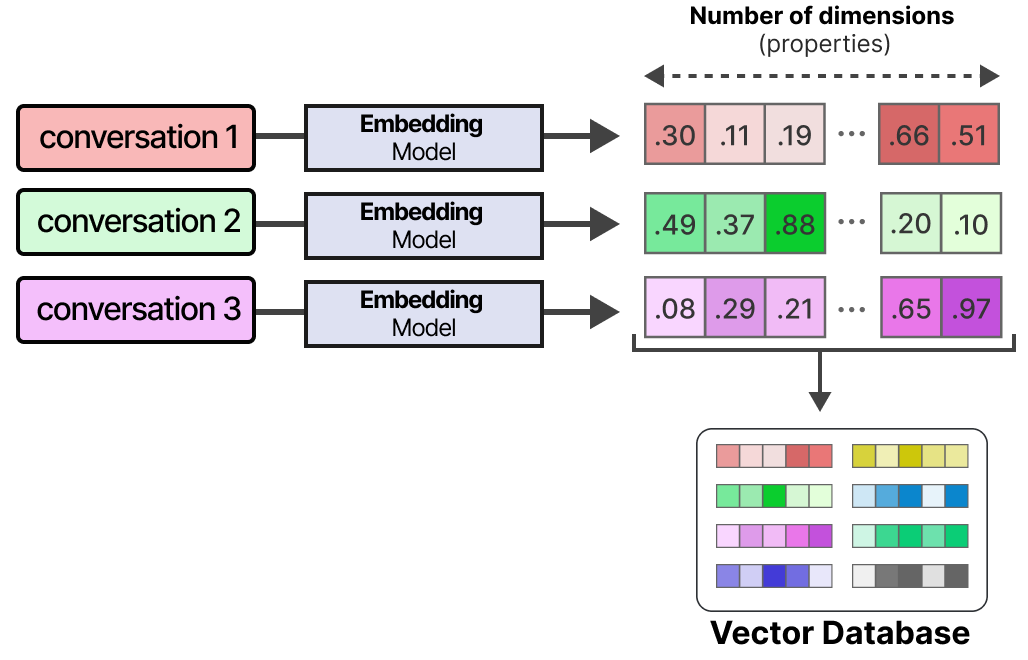 Number of dimensions
(properties)
conversation 1
Embedding
Model
.30 .11 .19 ... .66 .51
conversation 2
Embedding
Model
.49 .37 .88 ... .20 .10
conversation 3
Embedding
Model
.08 .29 .21 ... .65 .97
Vector Database